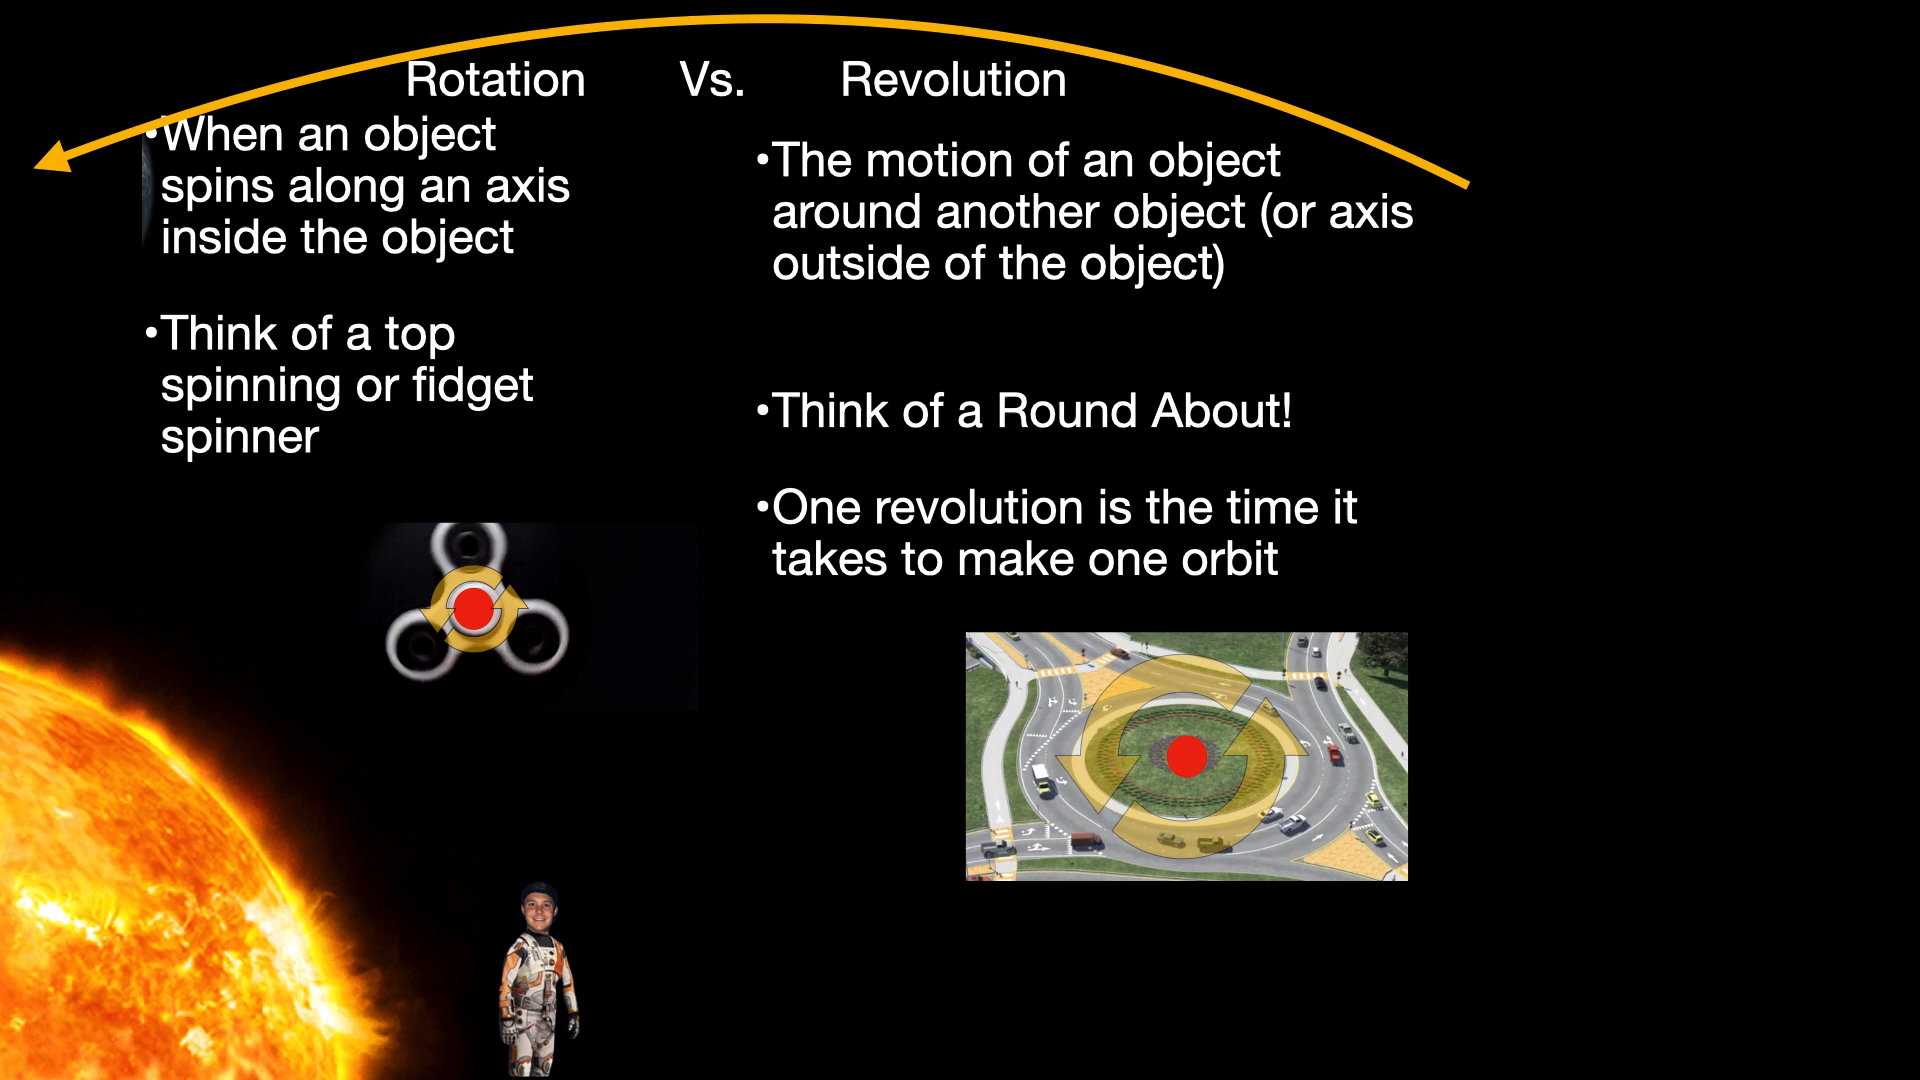 Rotation Vs. Revolution
•When an object
spins along an axis
inside the object
•Think of a top
spinning or fidget
spinner
•The motion of an object
around another object (or axis
outside of the object)
•Think of a Round About!
•One revolution is the time it
takes to make one orbit